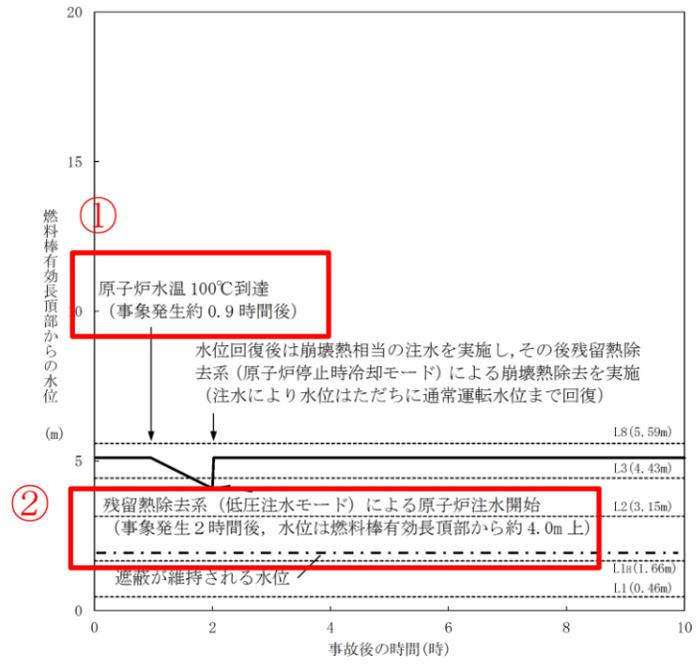 20
15
10
5
0
燃料棒有効長頂部からの水位
(m)
①
原子炉水温 100℃到達
（事象発生約 0.9 時間後）
水位回復後は崩壊熱相当の注水を実施し,その後残留熱除
去系（原子炉停止時冷却モード）による崩壊熱除去を実施
（注水により水位はただちに通常運転水位まで回復）
L8(5.59m)
L3(4.43m)
②
残留熱除去系（低圧注水モード）による原子炉注水開始
（事象発生２時間後，水位は燃料棒有効長頂部から約 4.0m 上）
L2(3.15m)
遮蔽が維持される水位
L1H(1.66m)
L1(0.46m)
0 2 4 6 8 10
事故後の時間(時)